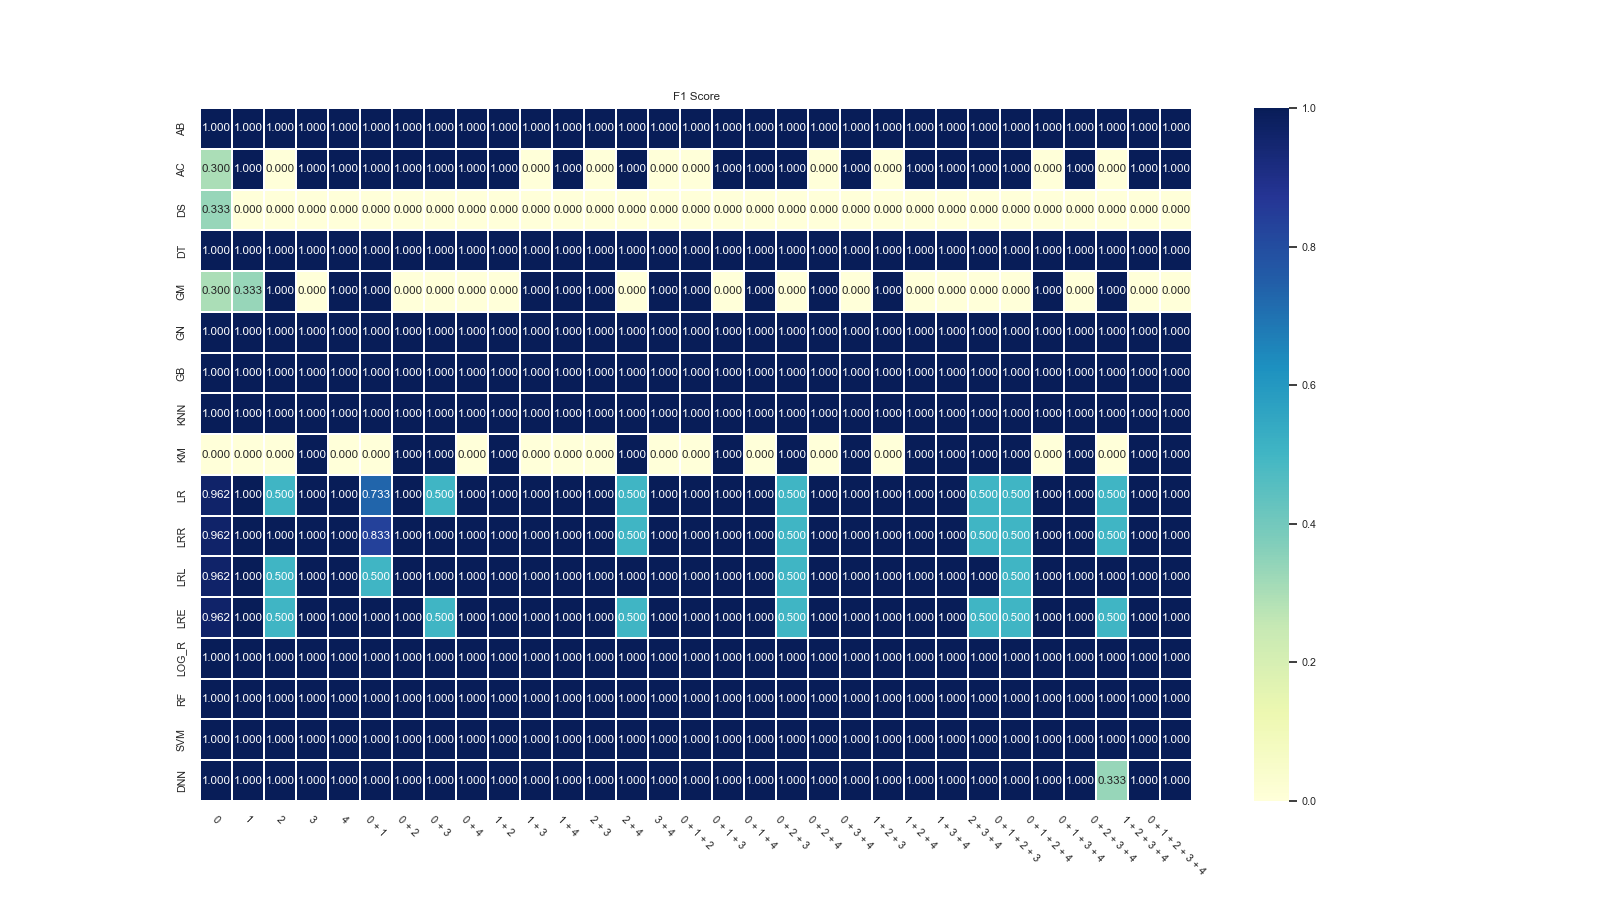 F1 Score
AB 1.000 1.000 1.000 1.000 1.000 1.000 1.000 1.000 1.000 1.000 1.000 1.000 1.000 1.000 1.000 1.000 1.000 1.000 1.000 1.000 1.000 1.000 1.000 1.000 1.000 1.000 1.000 1.000 1.000 1.000 1.000
AC 0.300 1.000 0.000 1.000 1.000 1.000 1.000 1.000 1.000 1.000 0.000 1.000 0.000 1.000 0.000 0.000 1.000 1.000 1.000 0.000 1.000 0.000 1.000 1.000 1.000 1.000 0.000 1.000 0.000 1.000 1.000
DS 0.333 0.000 0.000 0.000 0.000 0.000 0.000 0.000 0.000 0.000 0.000 0.000 0.000 0.000 0.000 0.000 0.000 0.000 0.000 0.000 0.000 0.000 0.000 0.000 0.000 0.000 0.000 0.000 0.000 0.000 0.000
DT 1.000 1.000 1.000 1.000 1.000 1.000 1.000 1.000 1.000 1.000 1.000 1.000 1.000 1.000 1.000 1.000 1.000 1.000 1.000 1.000 1.000 1.000 1.000 1.000 1.000 1.000 1.000 1.000 1.000 1.000 1.000
GM 0.300 0.333 1.000 0.000 1.000 1.000 0.000 0.000 0.000 0.000 1.000 1.000 1.000 0.000 1.000 1.000 0.000 1.000 0.000 1.000 0.000 1.000 0.000 0.000 0.000 0.000 1.000 0.000 1.000 0.000 0.000
GN 1.000 1.000 1.000 1.000 1.000 1.000 1.000 1.000 1.000 1.000 1.000 1.000 1.000 1.000 1.000 1.000 1.000 1.000 1.000 1.000 1.000 1.000 1.000 1.000 1.000 1.000 1.000 1.000 1.000 1.000 1.000
GB 1.000 1.000 1.000 1.000 1.000 1.000 1.000 1.000 1.000 1.000 1.000 1.000 1.000 1.000 1.000 1.000 1.000 1.000 1.000 1.000 1.000 1.000 1.000 1.000 1.000 1.000 1.000 1.000 1.000 1.000 1.000
KNN 1.000 1.000 1.000 1.000 1.000 1.000 1.000 1.000 1.000 1.000 1.000 1.000 1.000 1.000 1.000 1.000 1.000 1.000 1.000 1.000 1.000 1.000 1.000 1.000 1.000 1.000 1.000 1.000 1.000 1.000 1.000
KM 0.000 0.000 0.000 1.000 0.000 0.000 1.000 1.000 0.000 1.000 0.000 0.000 0.000 1.000 0.000 0.000 1.000 0.000 1.000 0.000 1.000 0.000 1.000 1.000 1.000 1.000 0.000 1.000 0.000 1.000 1.000
LR 0.962 1.000 0.500 1.000 1.000 0.733 1.000 0.500 1.000 1.000 1.000 1.000 1.000 0.500 1.000 1.000 1.000 1.000 0.500 1.000 1.000 1.000 1.000 1.000 0.500 0.500 1.000 1.000 0.500 1.000 1.000
LRR 0.962 1.000 1.000 1.000 1.000 0.833 1.000 1.000 1.000 1.000 1.000 1.000 1.000 0.500 1.000 1.000 1.000 1.000 0.500 1.000 1.000 1.000 1.000 1.000 0.500 0.500 1.000 1.000 0.500 1.000 1.000
LRL 0.962 1.000 0.500 1.000 1.000 0.500 1.000 1.000 1.000 1.000 1.000 1.000 1.000 1.000 1.000 1.000 1.000 1.000 0.500 1.000 1.000 1.000 1.000 1.000 1.000 0.500 1.000 1.000 1.000 1.000 1.000
LRE 0.962 1.000 0.500 1.000 1.000 1.000 1.000 0.500 1.000 1.000 1.000 1.000 1.000 0.500 1.000 1.000 1.000 1.000 0.500 1.000 1.000 1.000 1.000 1.000 0.500 0.500 1.000 1.000 0.500 1.000 1.000
LOG_R 1.000 1.000 1.000 1.000 1.000 1.000 1.000 1.000 1.000 1.000 1.000 1.000 1.000 1.000 1.000 1.000 1.000 1.000 1.000 1.000 1.000 1.000 1.000 1.000 1.000 1.000 1.000 1.000 1.000 1.000 1.000
RF 1.000 1.000 1.000 1.000 1.000 1.000 1.000 1.000 1.000 1.000 1.000 1.000 1.000 1.000 1.000 1.000 1.000 1.000 1.000 1.000 1.000 1.000 1.000 1.000 1.000 1.000 1.000 1.000 1.000 1.000 1.000
SVM 1.000 1.000 1.000 1.000 1.000 1.000 1.000 1.000 1.000 1.000 1.000 1.000 1.000 1.000 1.000 1.000 1.000 1.000 1.000 1.000 1.000 1.000 1.000 1.000 1.000 1.000 1.000 1.000 1.000 1.000 1.000
DNN 1.000 1.000 1.000 1.000 1.000 1.000 1.000 1.000 1.000 1.000 1.000 1.000 1.000 1.000 1.000 1.000 1.000 1.000 1.000 1.000 1.000 1.000 1.000 1.000 1.000 1.000 1.000 1.000 0.333 1.000 1.000
0
1
2
3
4
0 + 1
0 + 2
0 + 3
0 + 4
1 + 2
1 + 3
1 + 4
2 + 3
2 + 4
3 + 4
0 + 1 + 2
0 + 1 + 3
0 + 1 + 4
0 + 2 + 3
0 + 2 + 4
0 + 3 + 4
1 + 2 + 3
1 + 2 + 4
1 + 3 + 4
2 + 3 + 4
0 + 1 + 2 + 3
0 + 1 + 2 + 4
0 + 1 + 3 + 4
0 + 2 + 3 + 4
1 + 2 + 3 + 4
0 + 1 + 2 + 3 + 4
1.0
0.8
0.6
0.4
0.2
0.0